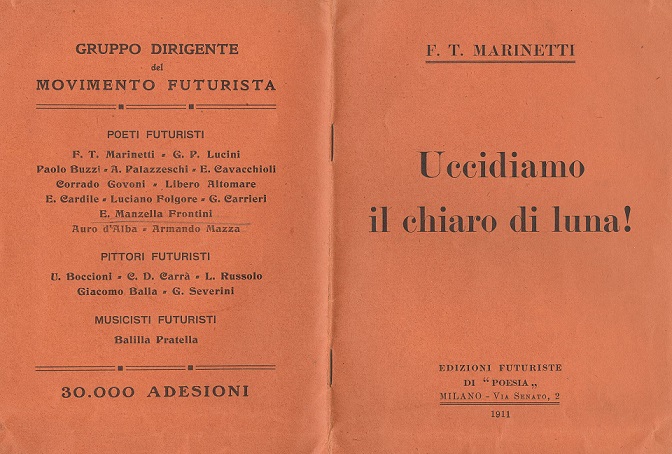 GRUPPO DIRIGENTE
del
MOVIMENTO FUTURISTA
POETI FUTURISTI
F. T. Marinetti - G. P. Lucini
Paolo Buzzi - A. Palazzeschi - E. Cavacchioli
Corrado Govoni - Libero Altomare
E. Cardile - Luciano Folgore - G. Carrieri
E. Manzella Frontini
Auro d'Alba - Armando Mazza
PITTORI FUTURISTI
U. Boccioni - C. D. Carrà - L. Russolo
Giacomo Balla - G. Severini
MUSICISTI FUTURISTI
Balilla Pratella
30.000 ADESIONI
F. T. MARINETTI
Uccidiamo
il chiaro di luna!
EDIZIONI FUTURISTE
DI “ POESIA „
MILANO - Via Senato, 2
1911